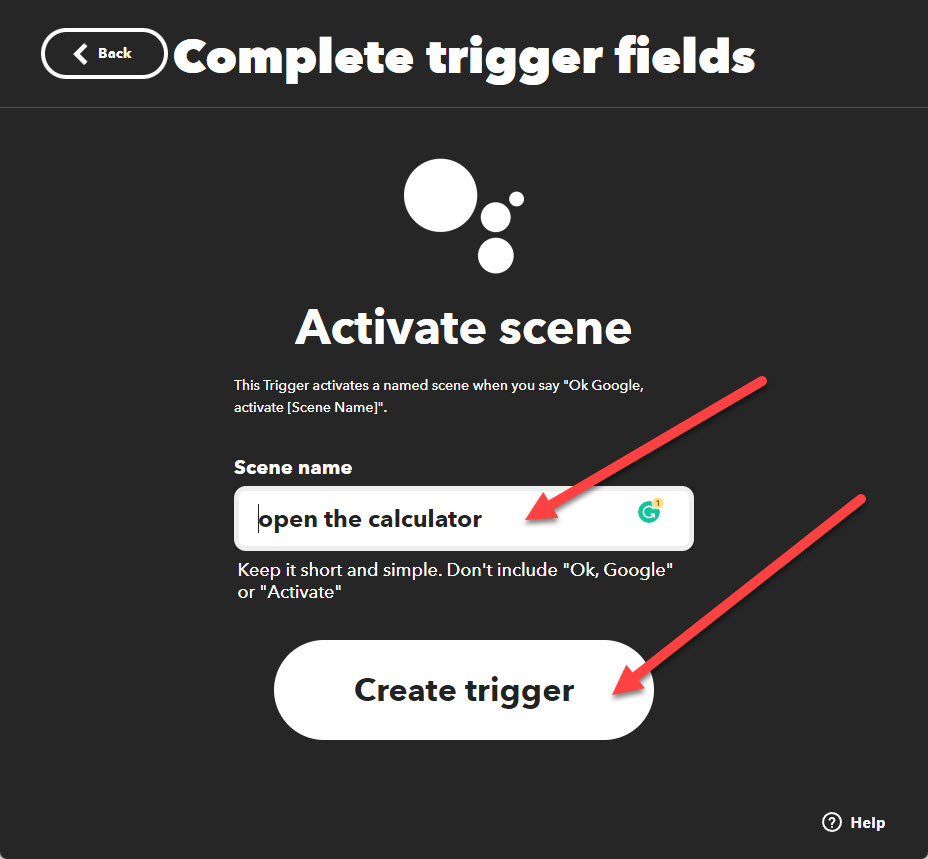 Back
Complete trigger fields
Activate scene
This Trigger activates a named scene when you say "Ok Google,
activate [Scene Name]".
Scene name
open the calculator
1
Keep it short and simple. Don't include "Ok, Google"
or "Activate"
Create trigger
? Help